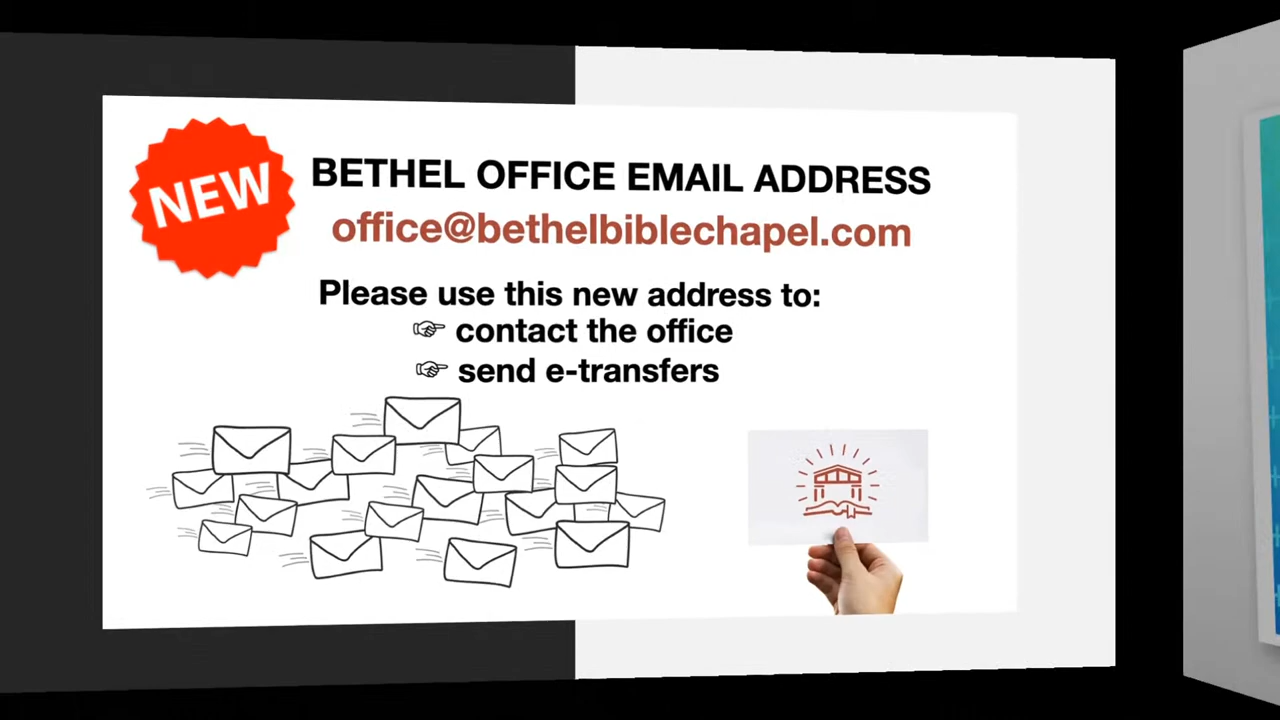 NEW
BETHEL OFFICE EMAIL ADDRESS
office@bethelbiblechapel.com
Please use this new address to:
☞ contact the office
☞ send e-transfers